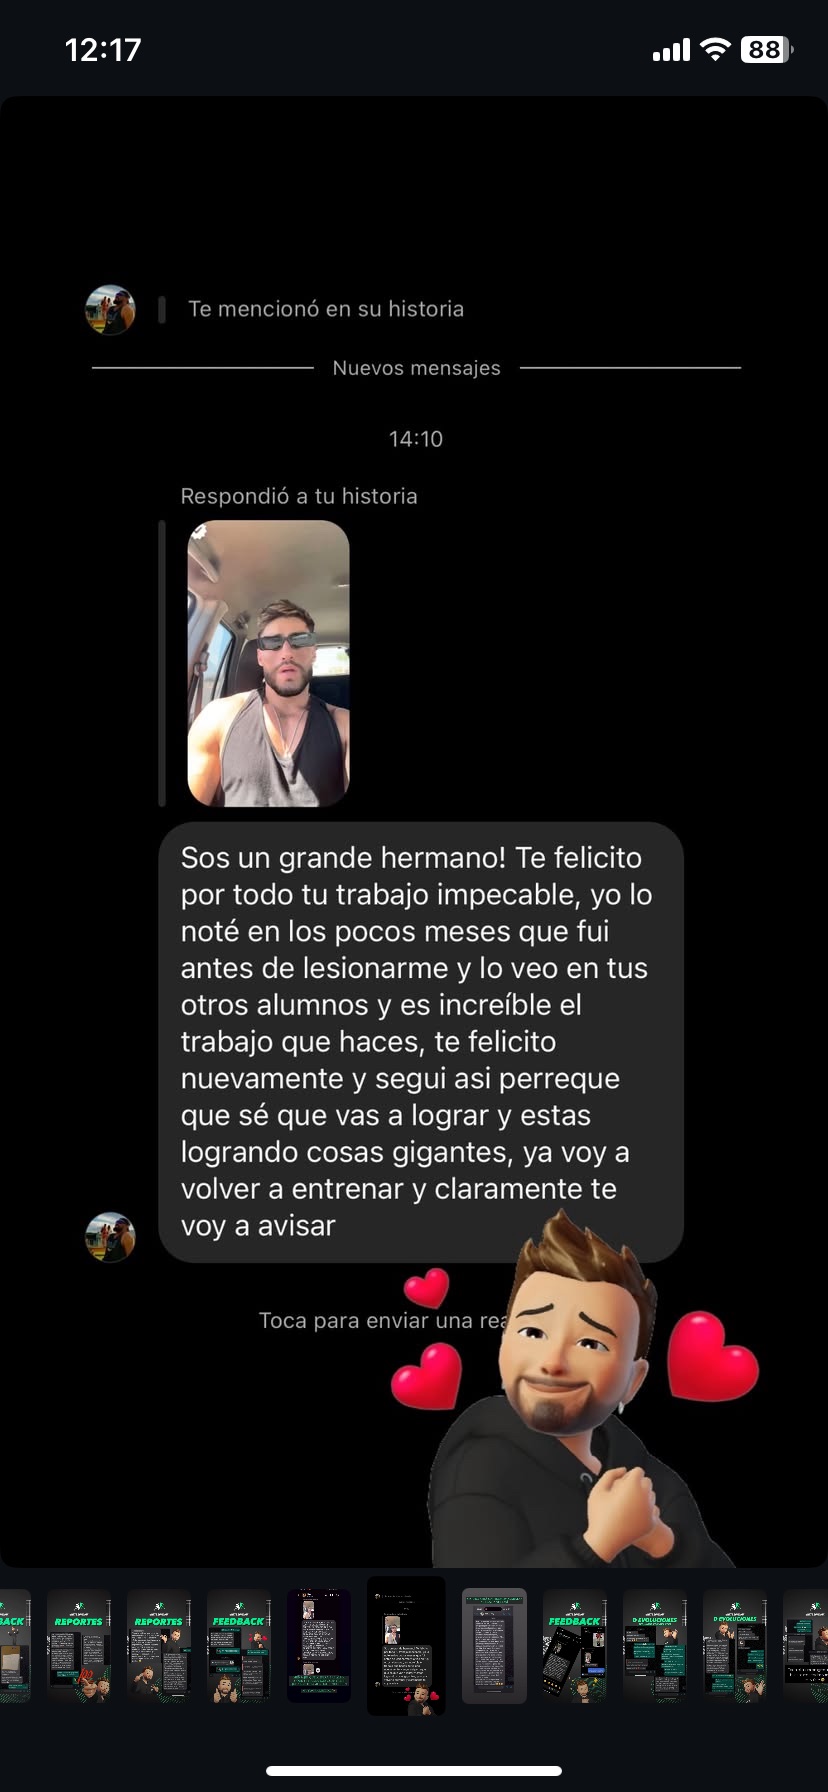 12:17
88
Te mencionó en su historia
Nuevos mensajes
14:10
Respondió a tu historia
Sos un grande hermano! Te felicito
por todo tu trabajo impecable, yo lo
noté en los pocos meses que fui
antes de lesionarme y lo veo en tus
otros alumnos y es increíble el
trabajo que haces, te felicito
nuevamente y segui asi perreque
que sé que vas a lograr y estas
logrando cosas gigantes, ya voy a
volver a entrenar y claramente te
voy a avisar
Toca para enviar una rea
BACK
REPORTES
REPORTES
FEEDBACK
FEEDBACK
DEVOLUCIONES
DEVOLUCIONES